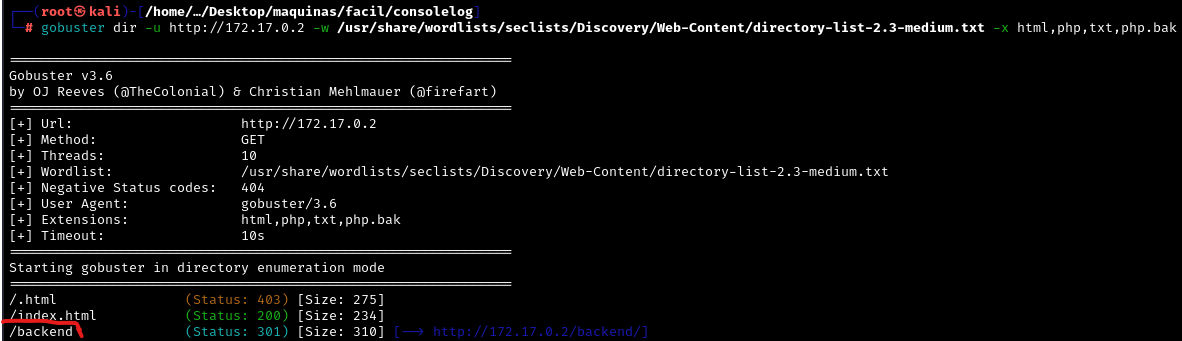 ┌──(root㉿kali)-[/home/…/Desktop/maquinas/facil/consolelog]
└─# gobuster dir -u http://172.17.0.2 -w /usr/share/wordlists/seclists/Discovery/Web-Content/directory-list-2.3-medium.txt -x html,php,txt,php.bak
===============================================================
Gobuster v3.6
by OJ Reeves (@TheColonial) & Christian Mehlmauer (@firefart)
===============================================================
[+] Url:                     http://172.17.0.2
[+] Method:                  GET
[+] Threads:                 10
[+] Wordlist:                /usr/share/wordlists/seclists/Discovery/Web-Content/directory-list-2.3-medium.txt
[+] Negative Status codes:   404
[+] User Agent:              gobuster/3.6
[+] Extensions:              html,php,txt,php.bak
[+] Timeout:                 10s
===============================================================
Starting gobuster in directory enumeration mode
===============================================================
/.html                (Status: 403) [Size: 275]
/index.html           (Status: 200) [Size: 234]
/backend              (Status: 301) [Size: 310] [--> http://172.17.0.2/backend/]